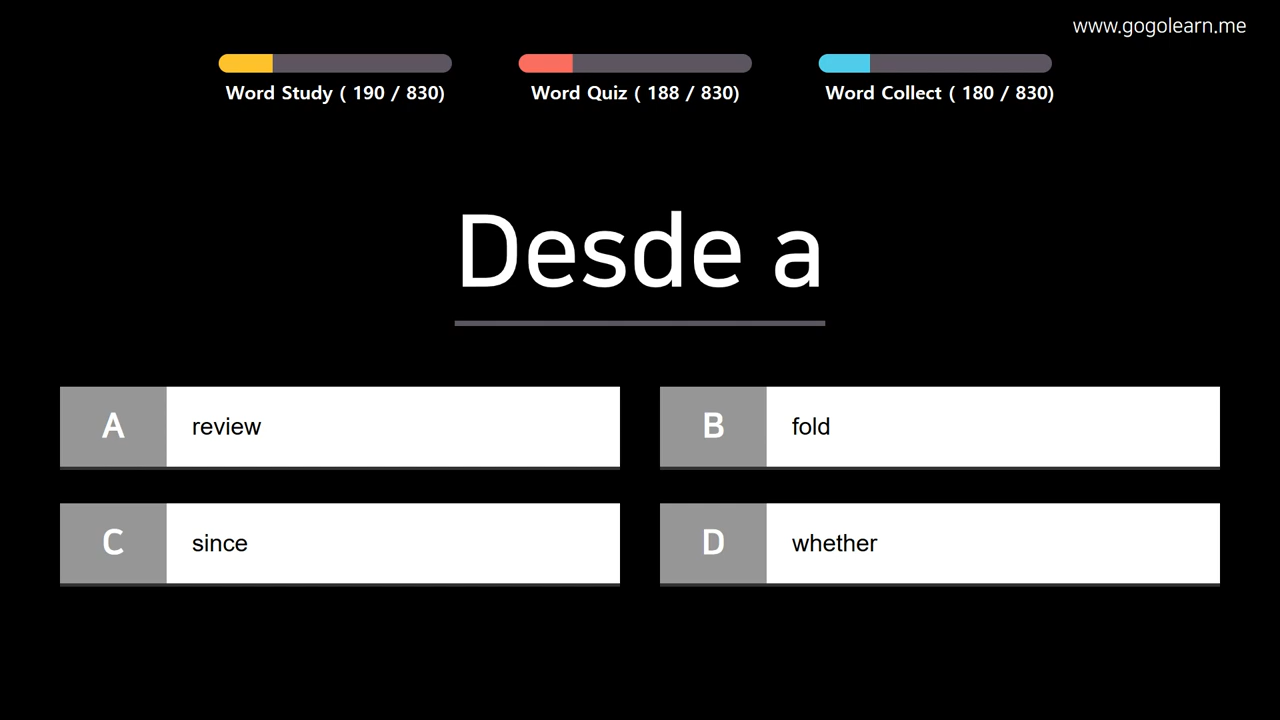 www.gogolearn.me
Word Study ( 190 / 830)
Word Quiz ( 188 / 830)
Word Collect ( 180 / 830)
Desde a
A review
B fold
C since
D whether